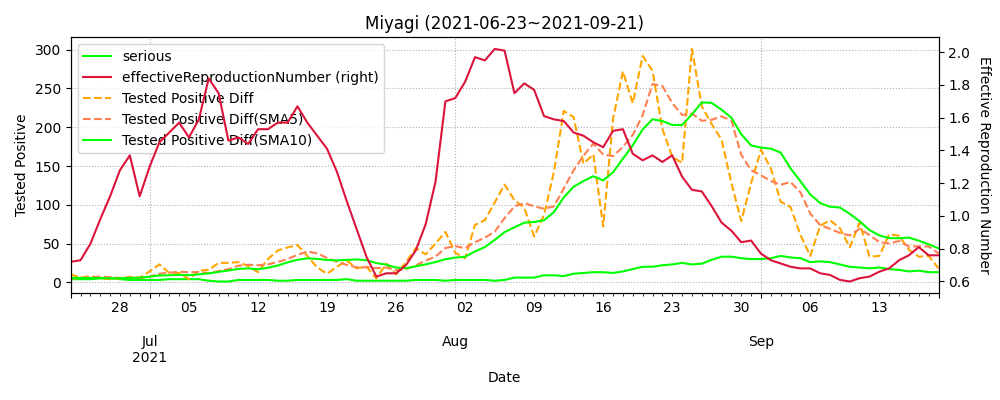 Miyagi (2021-06-23~2021-09-21)
serious
effectiveReproductionNumber (right)
Tested Positive Diff
Tested Positive Diff(SMA5)
Tested Positive Diff(SMA10)
Tested Positive
300
250
200
150
100
50
0
2.0
1.8
1.6
1.4
1.2
1.0
0.8
0.6
Effective Reproduction Number
28 05 12 19 26 02 09 16 23 30 06 13
Jul Aug Sep
2021
Date